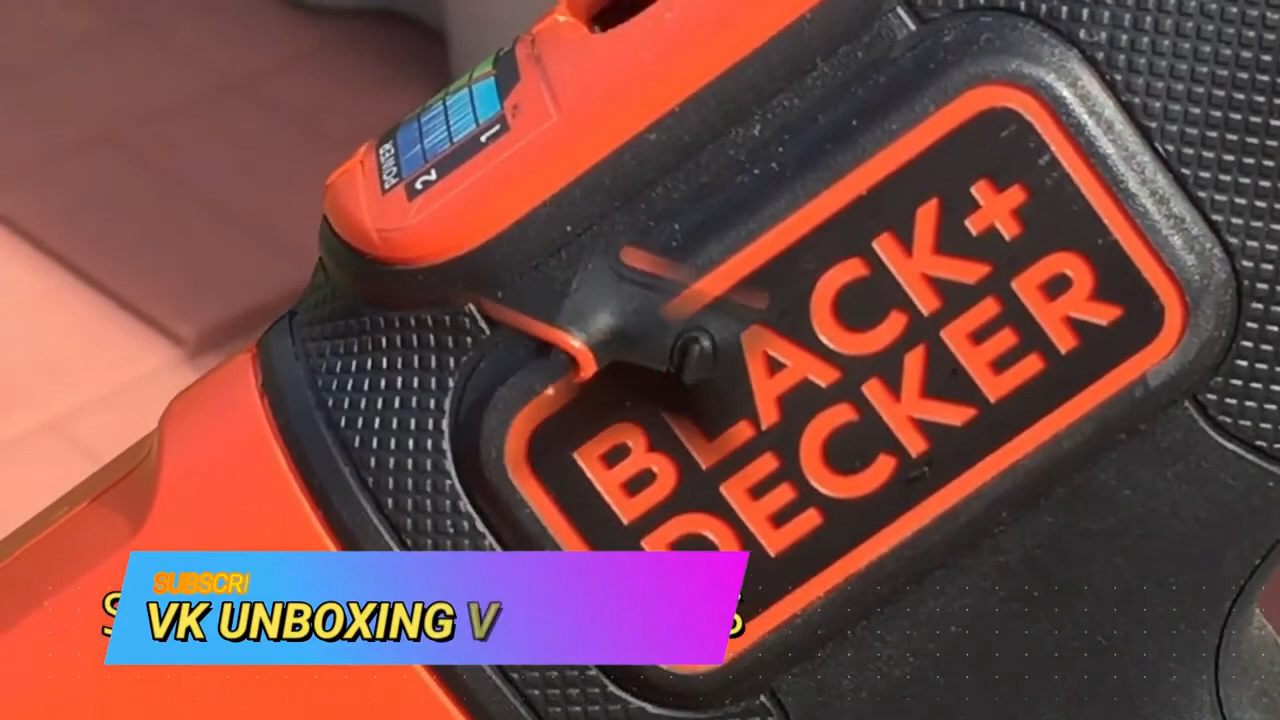 POWER
2 1
BLACK+
DECKER
SUBSCRI
VK UNBOXING V